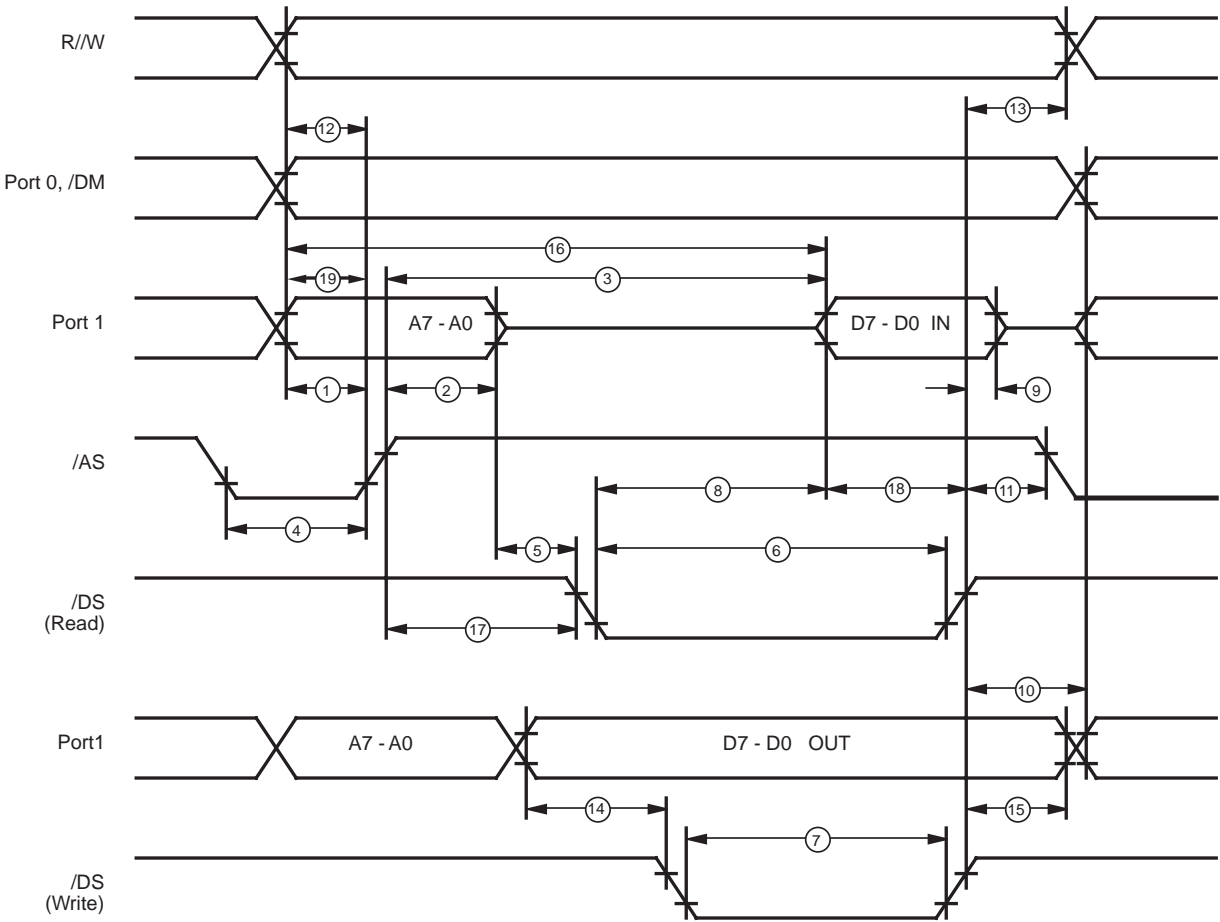 R//W
13
12
Port 0, /DM
16
19
3
Port 1
A7 - A0
D7 - D0 IN
1
2
9
/AS
8
18
11
4
5
6
/DS
(Read)
17
10
Port1
A7 - A0
D7 - D0 OUT
14
15
7
/DS
(Write)